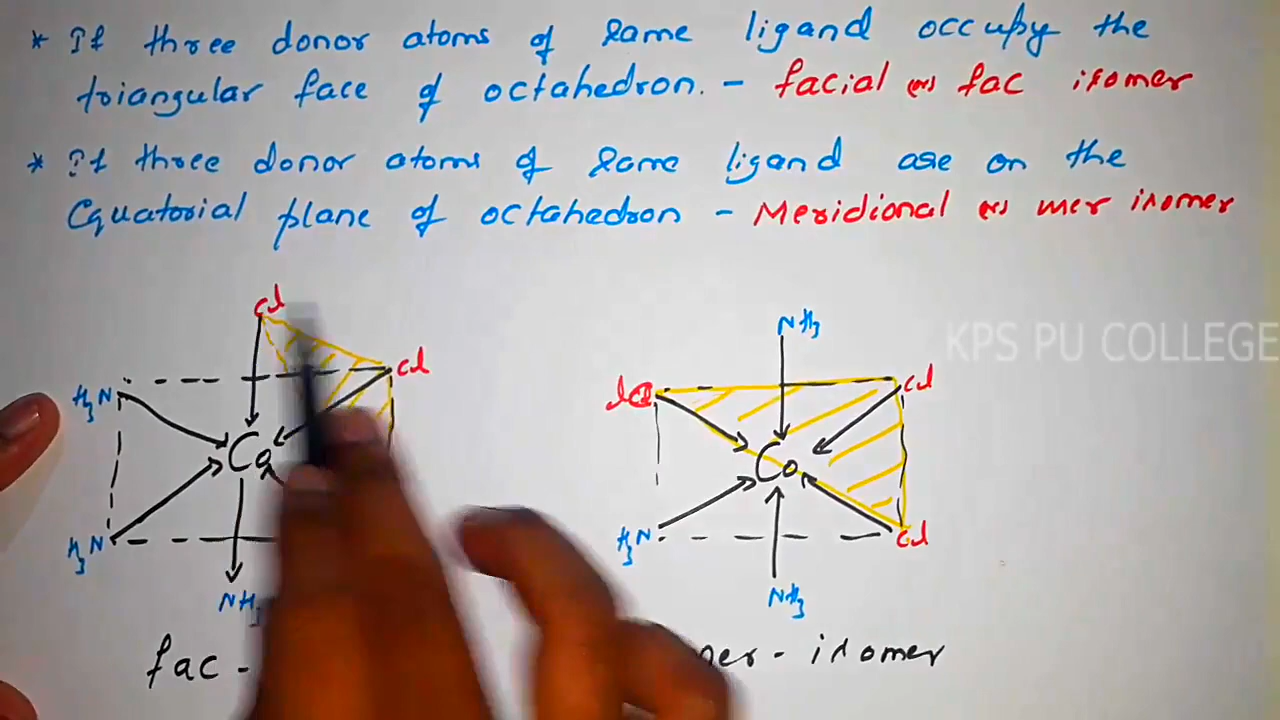 * If three donor atoms of same ligand occupy the
triangular face of octahedron. - facial (or) fac isomer
* If three donor atoms of same ligand are on the
Equatorial plane of octahedron - Meridional (or) mer isomer
Cl
NH3
KPS PU COLLEGE
H3N
Cl
Cl
Cl
Co
Co
H3N
H3N
Cl
NH3
NH3
fac -
mer - isomer